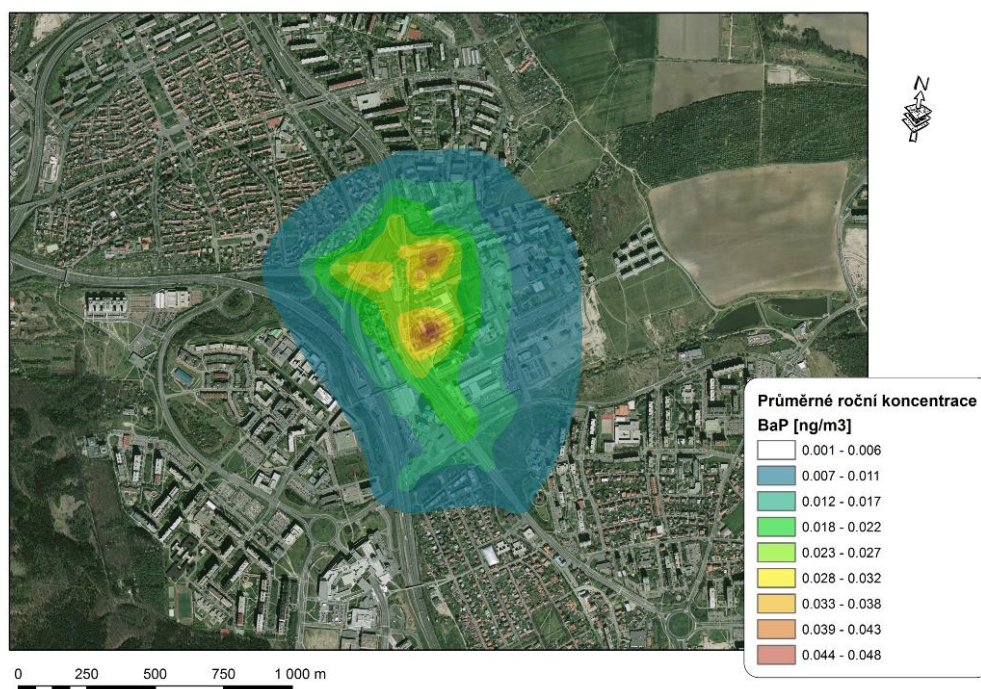 N
Průměrné roční koncentrace
BaP [ng/m3]
0.001 - 0.006
0.007 - 0.011
0.012 - 0.017
0.018 - 0.022
0.023 - 0.027
0.028 - 0.032
0.033 - 0.038
0.039 - 0.043
0.044 - 0.048
0 250 500 750 1 000 m